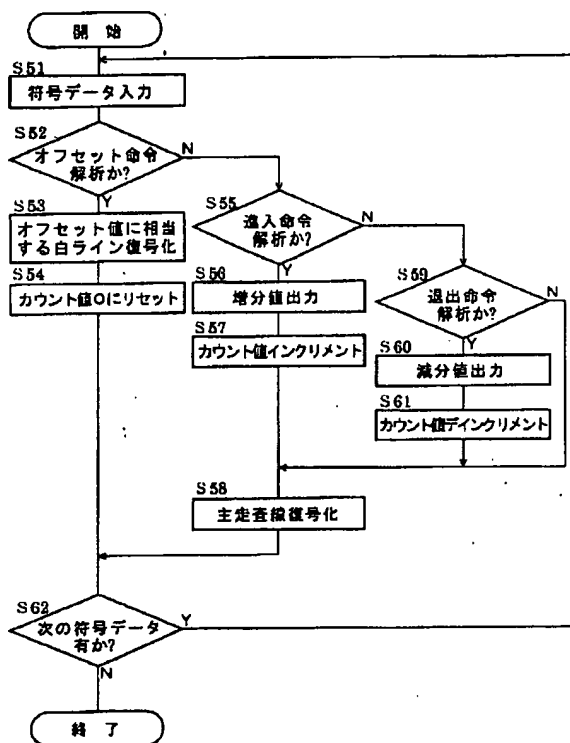 開始
S51
符号データ入力
S52
オフセット命令
解析か?
N
Y
S53
オフセット値に相当
する白ライン復号化
S54
カウント値0にリセット
S55
進入命令
解析か?
N
Y
S56
増分値出力
S57
カウント値インクリメント
S59
退出命令
解析か?
N
Y
S60
減分値出力
S61
カウント値デインクリメント
S58
主走査線復号化
S62
次の符号データ
有か?
Y
N
終了